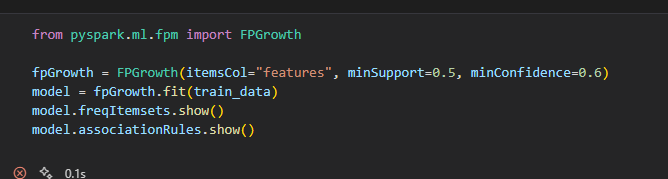 from pyspark.ml.fpm import FPGrowth
fpGrowth = FPGrowth(itemsCol="features", minSupport=0.5, minConfidence=0.6)
model = fpGrowth.fit(train_data)
model.freqItemsets.show()
model.associationRules.show()
0.1s